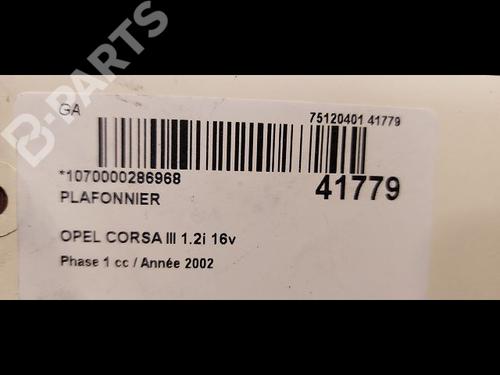 B-PARTS
GA
75120401 41779
*1070000286968
41779
PLAFONNIER
OPEL CORSA III 1.2i 16v
Phase 1 cc / Année 2002